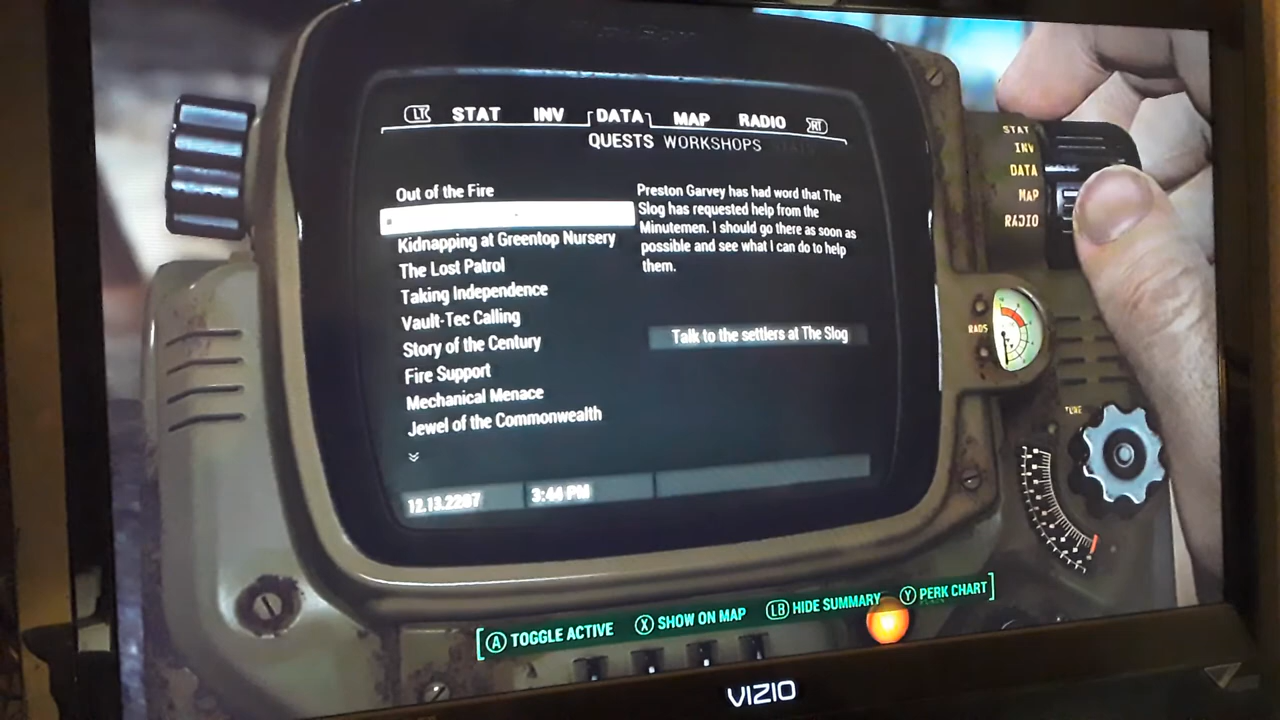 LT STAT INV DATA MAP RADIO RT
QUESTS WORKSHOPS
Out of the Fire
Kidnapping at Greentop Nursery
The Lost Patrol
Taking Independence
Vault-Tec Calling
Story of the Century
Fire Support
Mechanical Menace
Jewel of the Commonwealth
Preston Garvey has had word that The
Slog has requested help from the
Minutemen. I should go there as soon as
possible and see what I can do to help
them.
Talk to the settlers at The Slog
12.13.2287 3:44 PM
STAT
INV
DATA
MAP
RADIO
RADS
TUNE
[A) TOGGLE ACTIVE X) SHOW ON MAP LB) HIDE SUMMARY Y) PERK CHART]
VIZIO